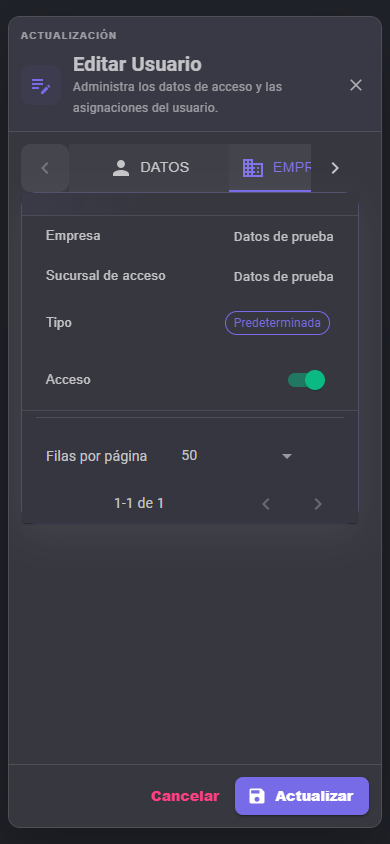 ACTUALIZACIÓN
Editar Usuario
Administra los datos de acceso y las
asignaciones del usuario.
DATOS
EMPR
Empresa
Datos de prueba
Sucursal de acceso
Datos de prueba
Tipo
Predeterminada
Acceso
Filas por página
50
1-1 de 1
Cancelar
Actualizar